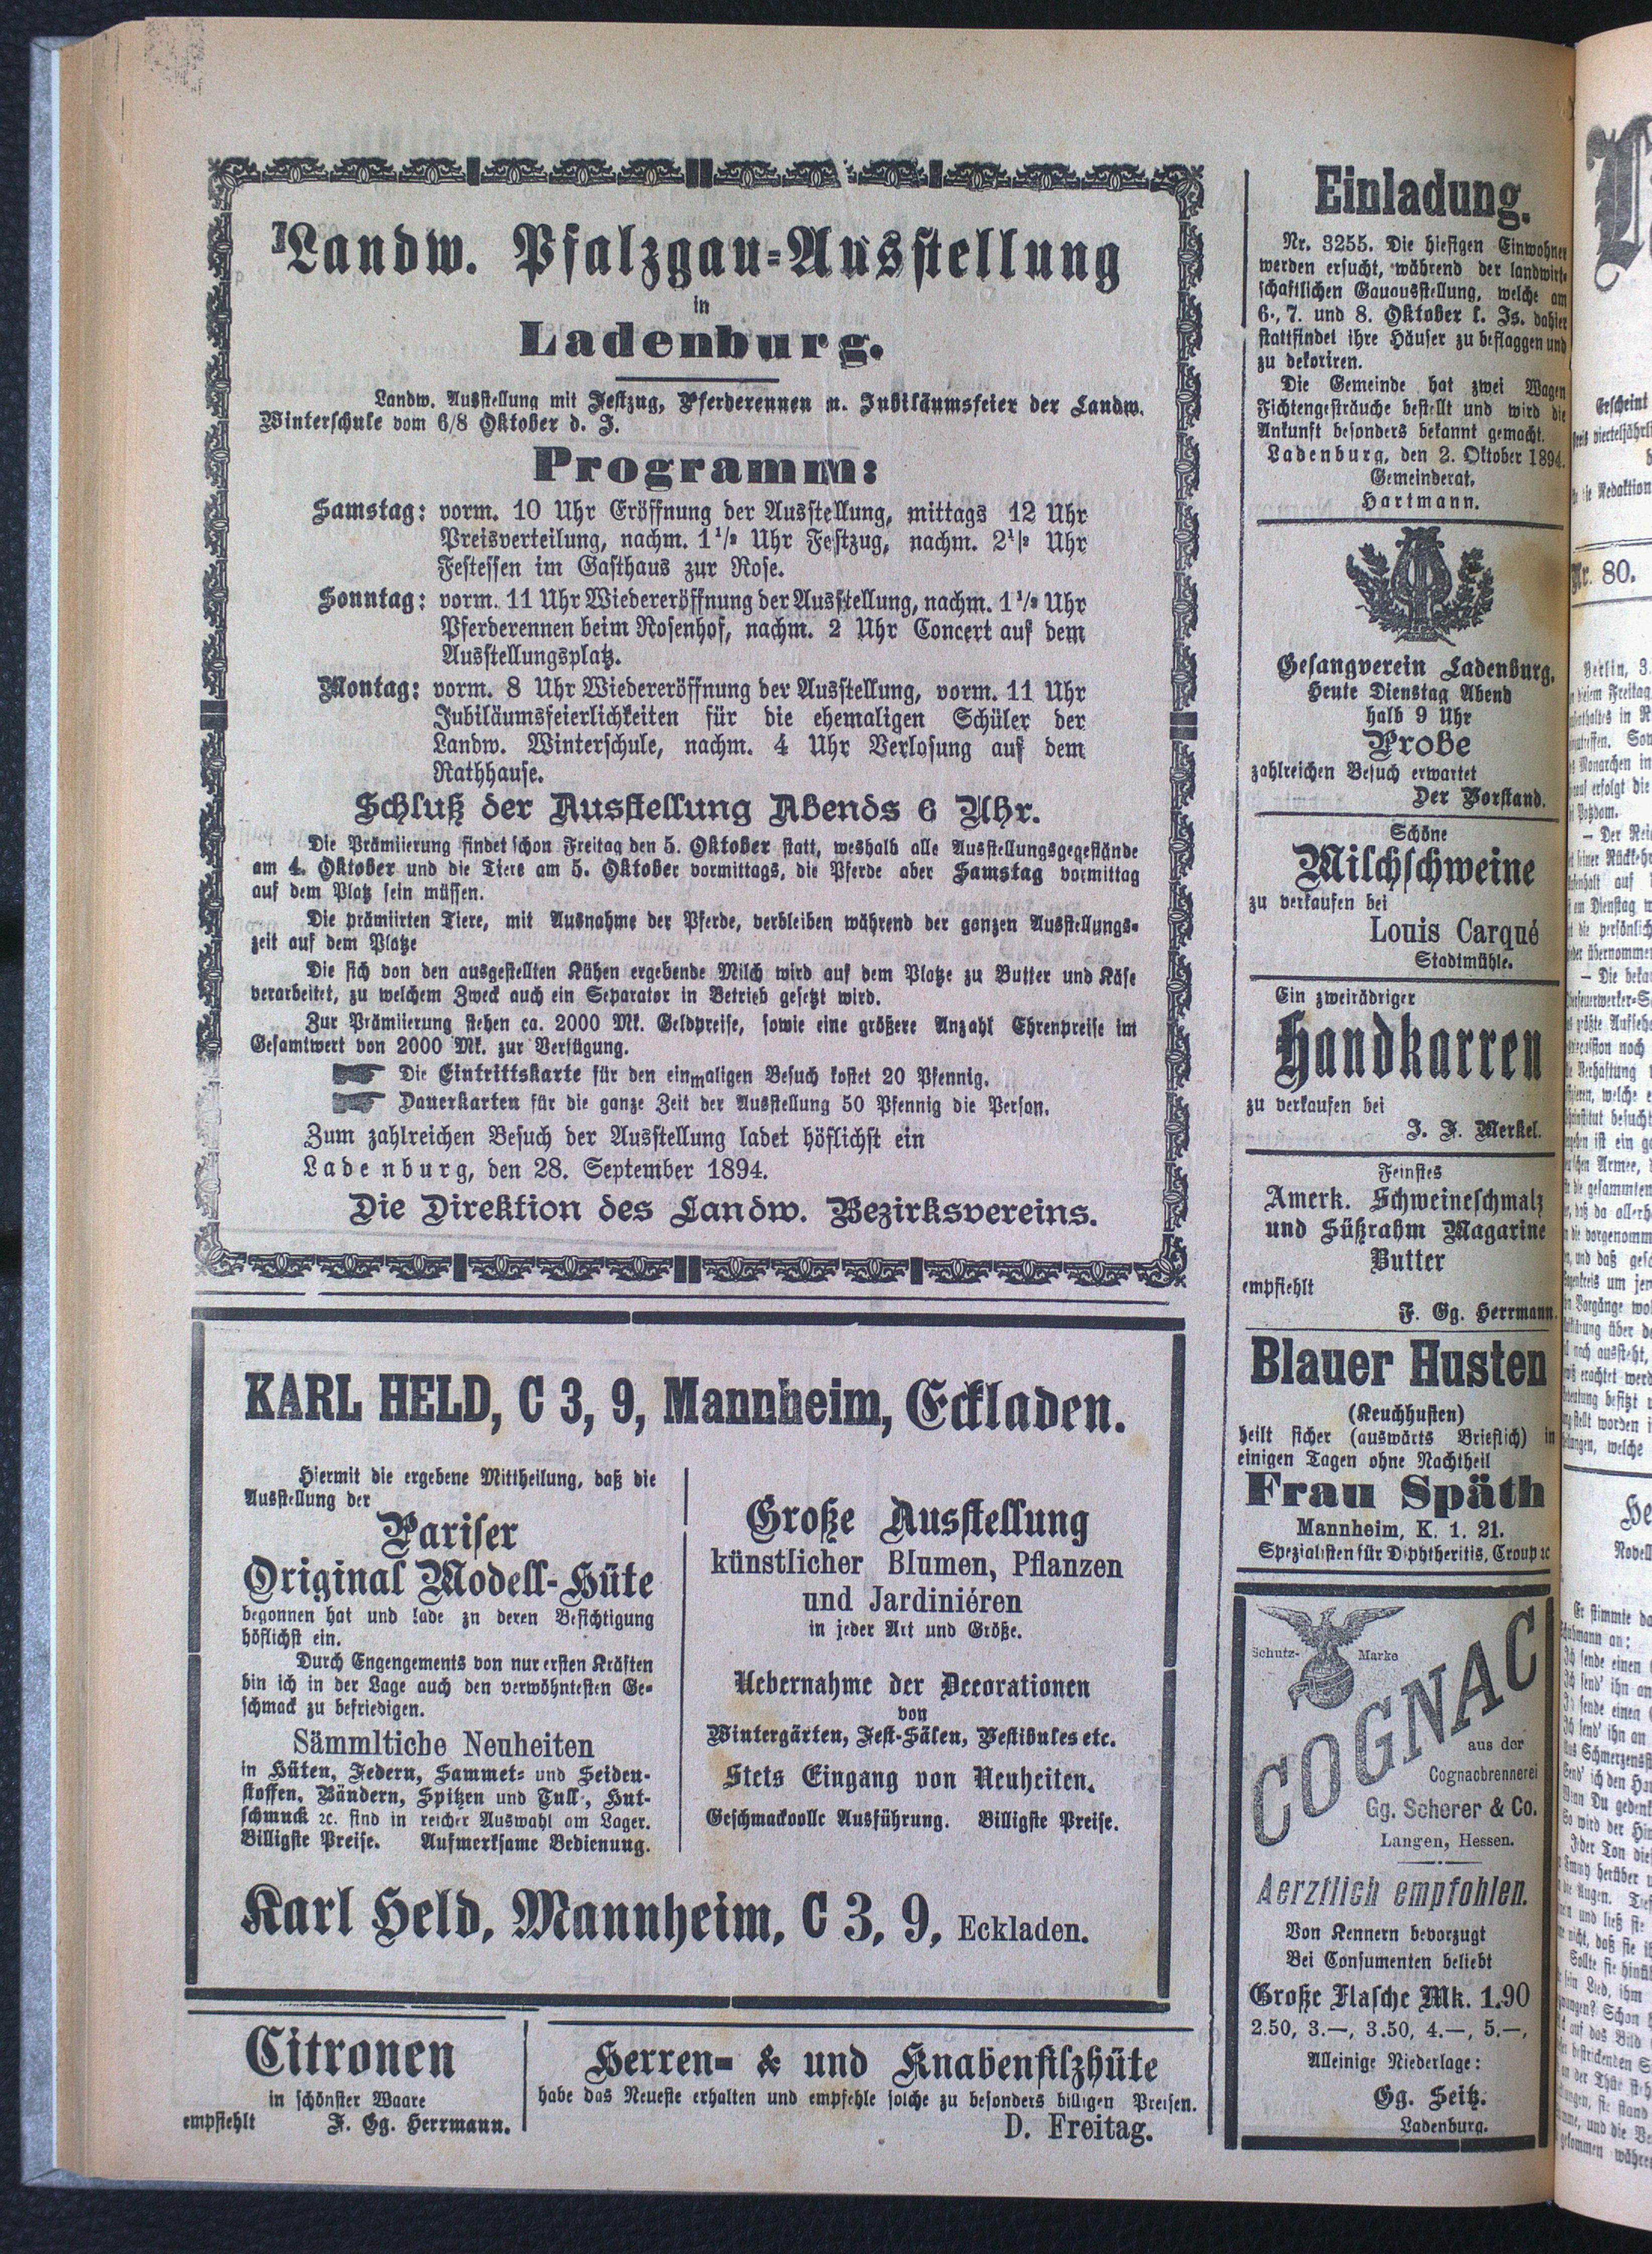 Landw. Pfalzgau-Ausstellung
in
Ladenburg.
Landw. Ausstellung mit Festzug, Pferderennen u. Jubiläumsfeier der Landw.
Winterschule vom 6/8 Oktober d. J.
Programm:
Samstag: vorm. 10 Uhr Eröffnung der Ausstellung, mittags 12 Uhr
Preisverteilung, nachm. 1 1/2 Uhr Festzug, nachm. 2 1/2 Uhr
Festessen im Gasthaus zur Rose.
Sonntag: vorm. 11 Uhr Wiedereröffnung der Ausstellung, nachm. 1 1/2 Uhr
Pferderennen beim Rosenhof, nachm. 2 Uhr Concert auf dem
Ausstellungsplatz.
Montag: vorm. 8 Uhr Wiedereröffnung der Ausstellung, vorm. 11 Uhr
Jubiläumsfeierlichkeiten für die ehemaligen Schüler der
Landw. Winterschule, nachm. 4 Uhr Verlosung auf dem
Rathhause.
Schluß der Ausstellung Abends 6 Uhr.
Die Prämiierung findet schon Freitag den 5. Oktober statt, weshalb alle Ausstellungsgegestände
am 4. Oktober und die Tiere am 5. Oktober vormittags, die Pferde aber Samstag vormittag
auf dem Platz sein müssen.
Die prämiirten Tiere, mit Ausnahme der Pferde, verbleiben während der ganzen Ausstellungs-
zeit auf dem Platze
Die sich von den ausgestellten Kühen ergebende Milch wird auf dem Platze zu Butter und Käse
verarbeitet, zu welchem Zweck auch ein Separator in Betrieb gesetzt wird.
Zur Prämiierung stehen ca. 2000 Mk. Geldpreise, sowie eine größere Anzahl Ehrenpreise im
Gesamtwert von 2000 Mk. zur Verfügung.
Die Eintrittskarte für den einmaligen Besuch kostet 20 Pfennig.
Dauerkarten für die ganze Zeit der Ausstellung 50 Pfennig die Person.
Zum zahlreichen Besuch der Ausstellung ladet höflichst ein
Ladenburg, den 28. September 1894.
Die Direktion des Landw. Bezirksvereins.
KARL HELD, C 3, 9, Mannheim, Eckladen.
Hiermit die ergebene Mittheilung, daß die
Ausstellung der
Pariser
Original Modell-Hüte
begonnen hat und lade zu deren Besichtigung
höflichst ein.
Durch Engengements von nur ersten Kräften
bin ich in der Lage auch den verwöhntesten Ge-
schmack zu befriedigen.
Sämmltiche Neuheiten
in Hüten, Federn, Sammet- und Seiden-
stoffen, Bändern, Spitzen und Tull, Hut-
schmuck ꝛc. sind in reicher Auswahl am Lager.
Billigste Preise. Aufmerksame Bedienung.
Große Ausstellung
künstlicher Blumen, Pflanzen
und Jardiniéren
in jeder Art und Größe.
Uebernahme der Decorationen
von
Wintergärten, Fest-Sälen, Vestibules etc.
Stets Eingang von Neuheiten.
Geschmackvolle Ausführung. Billigste Preise.
Karl Held, Mannheim, C 3, 9, Eckladen.
Citronen
in schönster Waare
empfiehlt F. Gg. Herrmann.
Herren- & und Knabenfilzhüte
habe das Neueste erhalten und empfehle solche zu besonders billigen Preisen.
D. Freitag.
Einladung.
Nr. 3255. Die hiesigen Einwohner
werden ersucht, während der landwirt-
schaftlichen Gauausstellung, welche am
6., 7. und 8. Oktober l. Js. dahier
stattfindet ihre Häuser zu beflaggen und
zu dekoriren.
Die Gemeinde hat zwei Wagen
Fichtengesträuche bestellt und wird die
Ankunft besonders bekannt gemacht.
Ladenburg, den 2. Oktober 1894.
Gemeinderat.
Hartmann.
Gesangverein Ladenburg.
Heute Dienstag Abend
halb 9 Uhr
Probe
zahlreichen Besuch erwartet
Der Vorstand.
Schöne
Milchschweine
zu verkaufen bei
Louis Carqué
Stadtmühle.
Ein zweirädriger
Handkarren
zu verkaufen bei
J. F. Merkel.
Feinstes
Amerk. Schweineschmalz
und Süßrahm Magarine
Butter
empfiehlt
F. Gg. Herrmann.
Blauer Husten
(Keuchhusten)
heilt sicher (auswärts Brieflich) in
einigen Tagen ohne Nachtheil
Frau Späth
Mannheim, K. 1. 21.
Spezialisten für Diphtheritis, Croup ꝛc
Schutz- Marke
COGNAC
aus der
Cognacbrennerei
Gg. Scherer & Co.
Langen, Hessen.
Aerztlich empfohlen.
Von Kennern bevorzugt
Bei Consumenten beliebt
Große Flasche Mk. 1.90
2.50, 3.—, 3.50, 4.—, 5.—,
Alleinige Niederlage:
Gg. Seitz.
Ladenburg.
Erscheint
Redaktion
Nr. 80.
Berlin, 3.